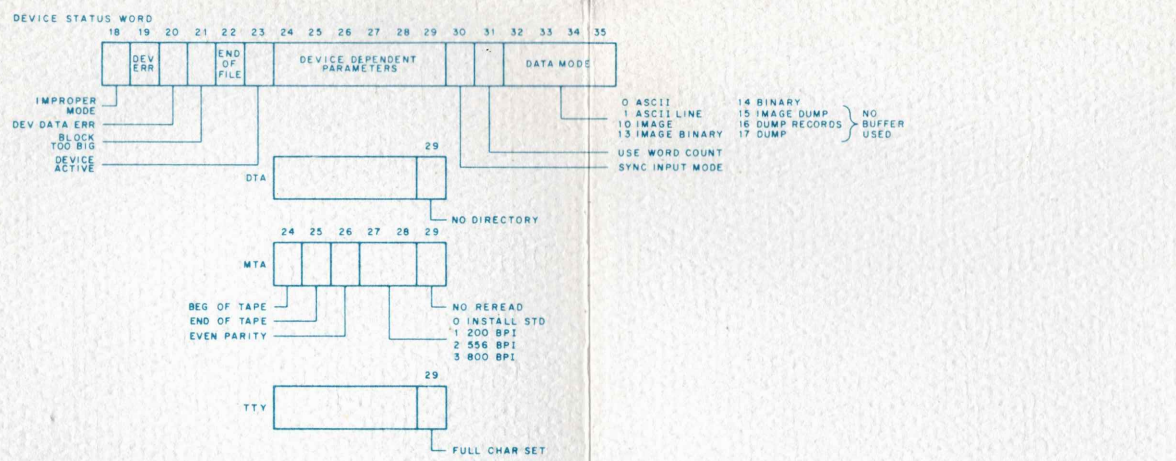 DEVICE STATUS WORD
18 19 20 21 22 23 24 25 26 27 28 29 30 31 32 33 34 35
DEV ERR
END OF FILE
DEVICE DEPENDENT PARAMETERS
DATA MODE
IMPROPER MODE
DEV DATA ERR
BLOCK TOO BIG
DEVICE ACTIVE
0 ASCII
1 ASCII LINE
10 IMAGE
13 IMAGE BINARY
14 BINARY
15 IMAGE DUMP
16 DUMP RECORDS
17 DUMP
NO BUFFER USED
USE WORD COUNT
SYNC INPUT MODE
29
DTA
NO DIRECTORY
24 25 26 27 28 29
MTA
BEG OF TAPE
END OF TAPE
EVEN PARITY
NO REREAD
0 INSTALL STD
1 200 BPI
2 556 BPI
3 800 BPI
29
TTY
FULL CHAR SET